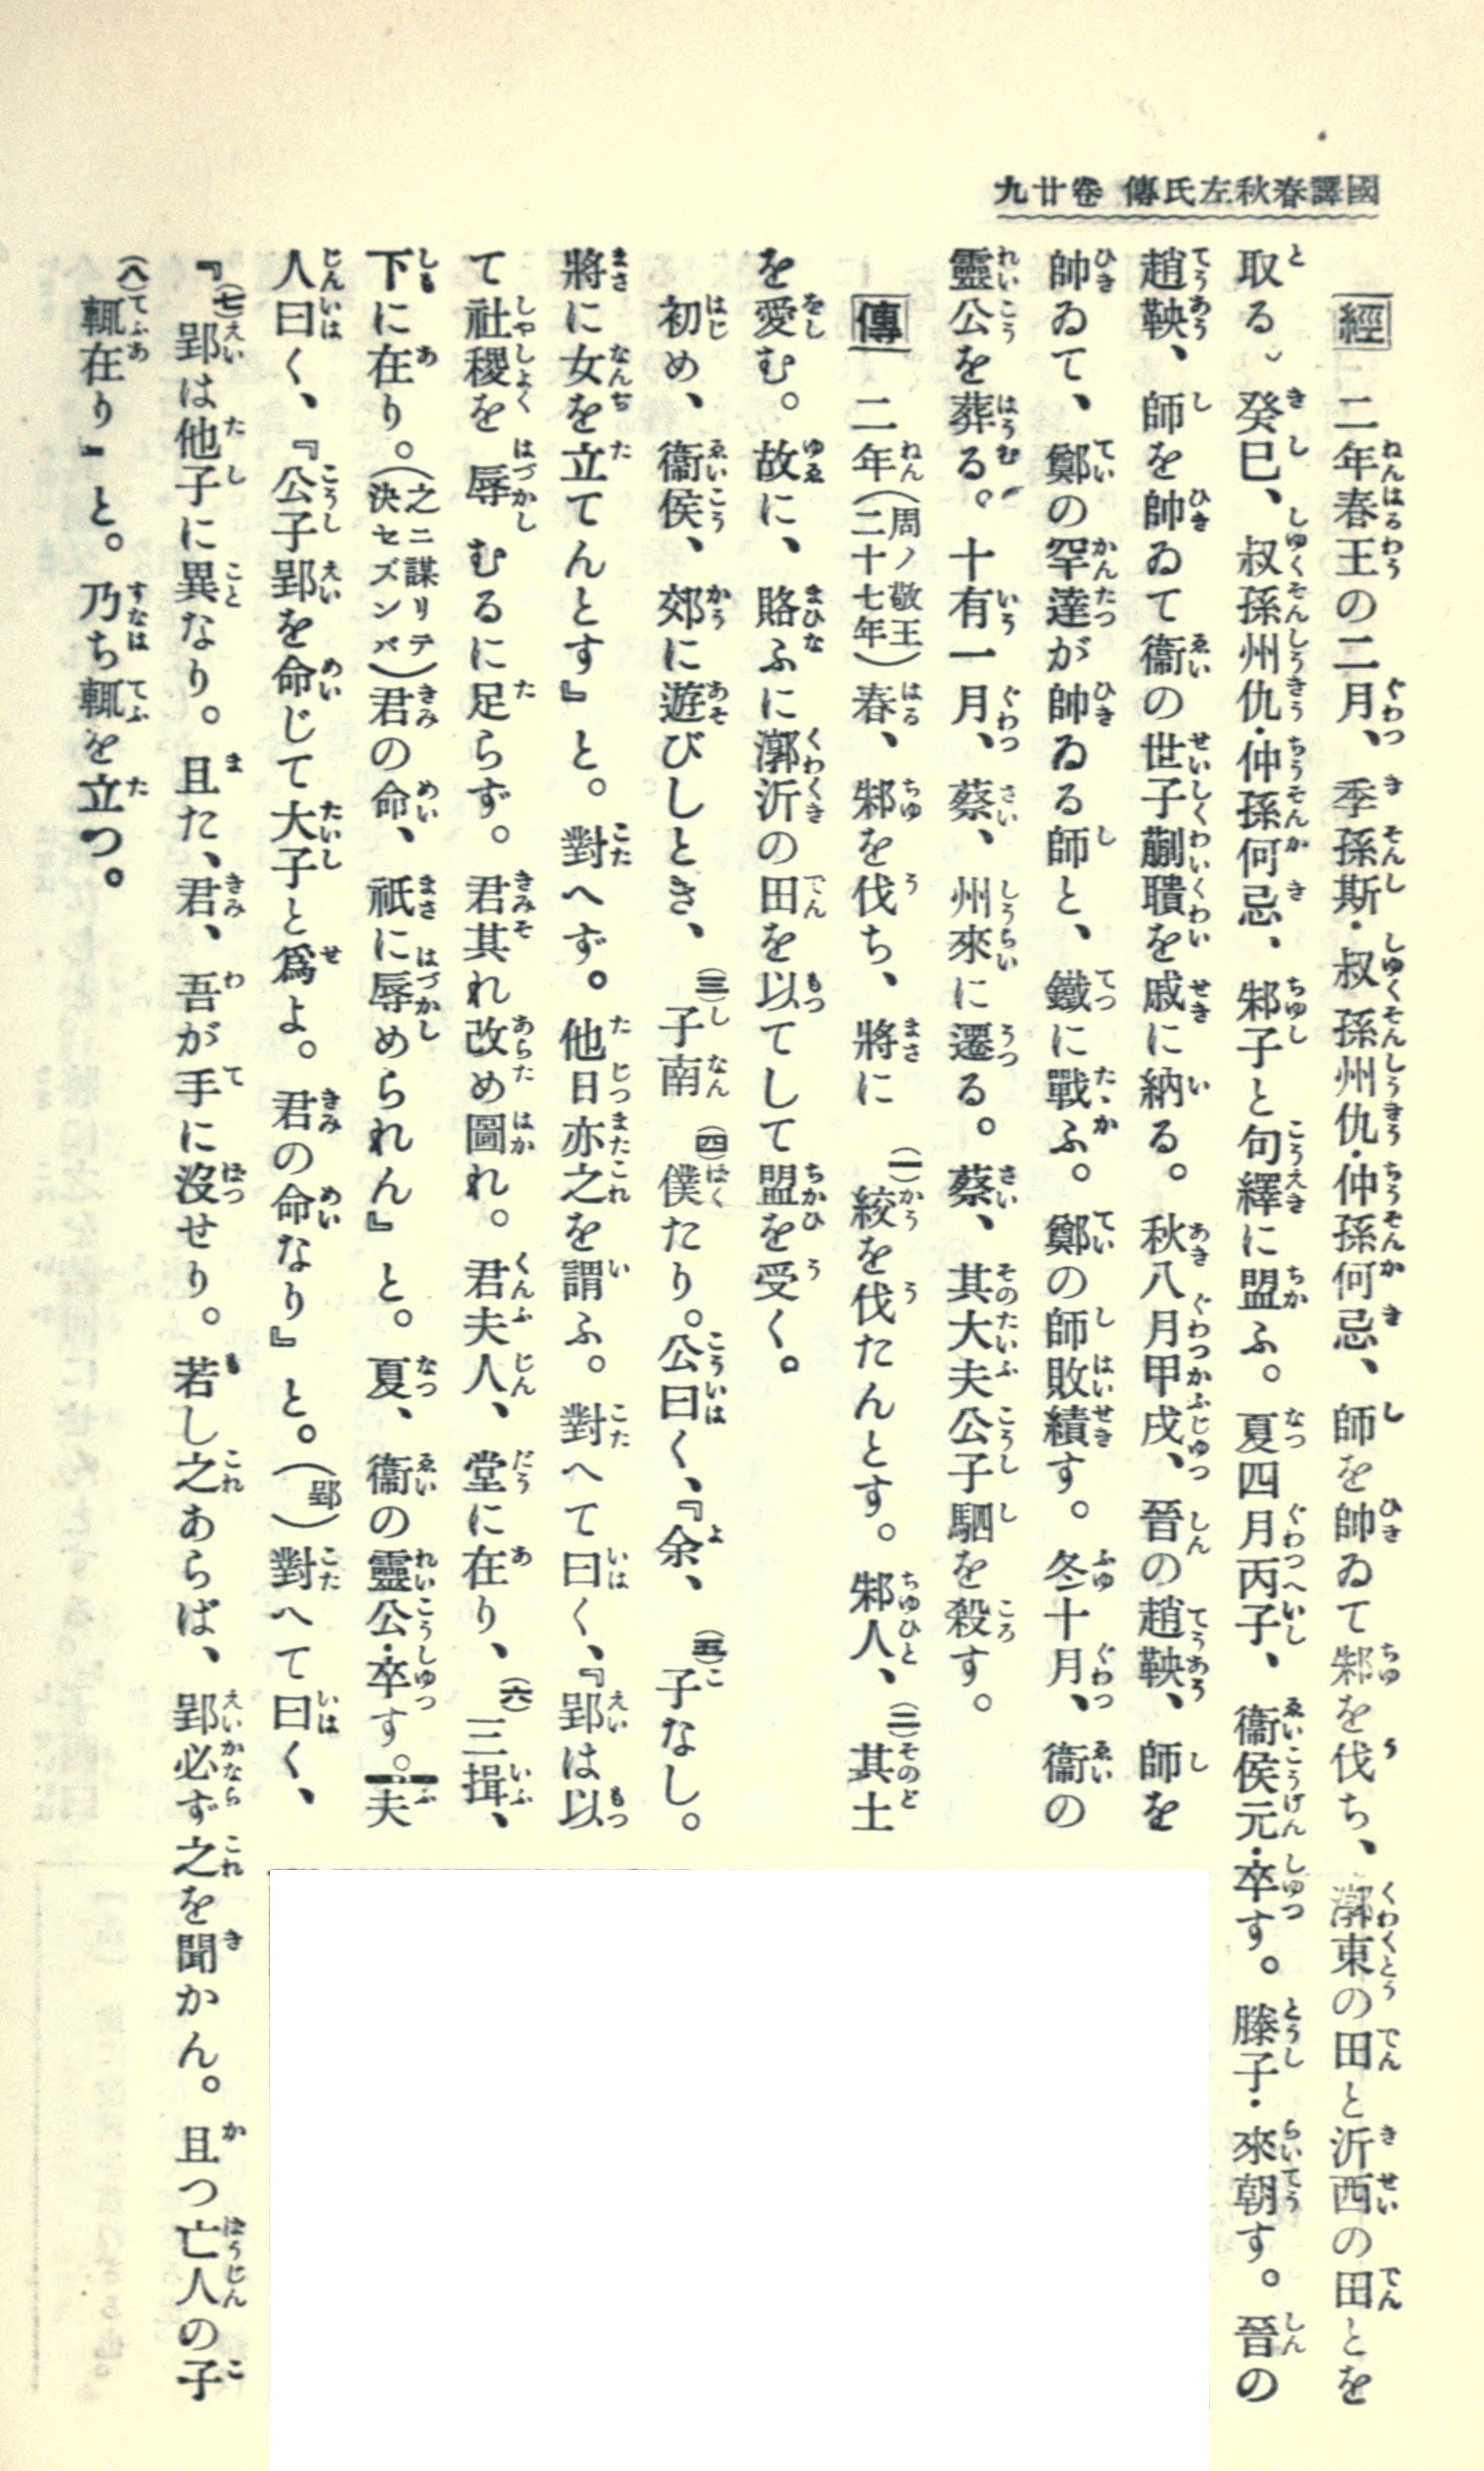 國譯春秋左氏傳 卷廿九
經 二年春王の二月、季孫斯・叔孫州仇・仲孫何忌、師を帥ゐて邾を伐ち、漷東の田と沂西の田とを
取る。癸巳、叔孫州仇・仲孫何忌、邾子と句繹に盟ふ。夏四月丙子、衞侯元・卒す。滕子・來朝す。晉の
趙鞅、師を帥ゐて衞の世子蒯聵を戚に納る。秋八月甲戌、晉の趙鞅、師を
帥ゐて、鄭の罕達が帥ゐる師と、鐵に戰ふ。鄭の師敗績す。冬十月、衞の
靈公を葬る。十有一月、蔡、州來に遷る。蔡、其大夫公子駟を殺す。
傳 二年(周ノ敬王二十七年)春、邾を伐ち、將に(一)絞を伐たんとす。邾人、(二)其土
を愛む。故に、賂ふに漷沂の田を以てして盟を受く。
初め、衞侯、郊に遊びしとき、(三)子南(四)僕たり。公曰く、『余、(五)子なし。
將に女を立てんとす』と。對へず。他日亦之を謂ふ。對へて曰く、『郢は以
て社稷を辱むるに足らず。君其れ改め圖れ。君夫人、堂に在り、(六)三揖、
下に在り。(之ニ謀リテ決セズンバ)君の命、祗に辱められん』と。夏、衞の靈公・卒す。夫
人曰く、『公子郢を命じて大子と爲よ。君の命なり』と。(郢)對へて曰く、
『(七)郢は他子に異なり。且た、君、吾が手に沒せり。若し之あらば、郢必ず之を聞かん。且つ亡人の子
(八)輒在り』と。乃ち輒を立つ。